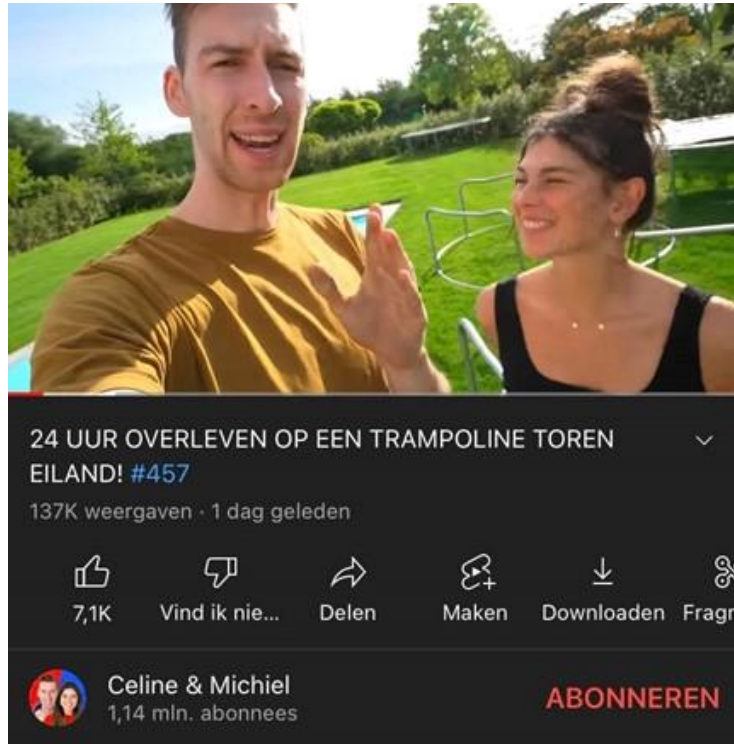 24 UUR OVERLEVEN OP EEN TRAMPOLINE TOREN
EILAND! #457
137K weergaven · 1 dag geleden
7,1K Vind ik nie... Delen Maken Downloaden Fragr
Celine & Michiel
1,14 mln. abonnees
ABONNEREN